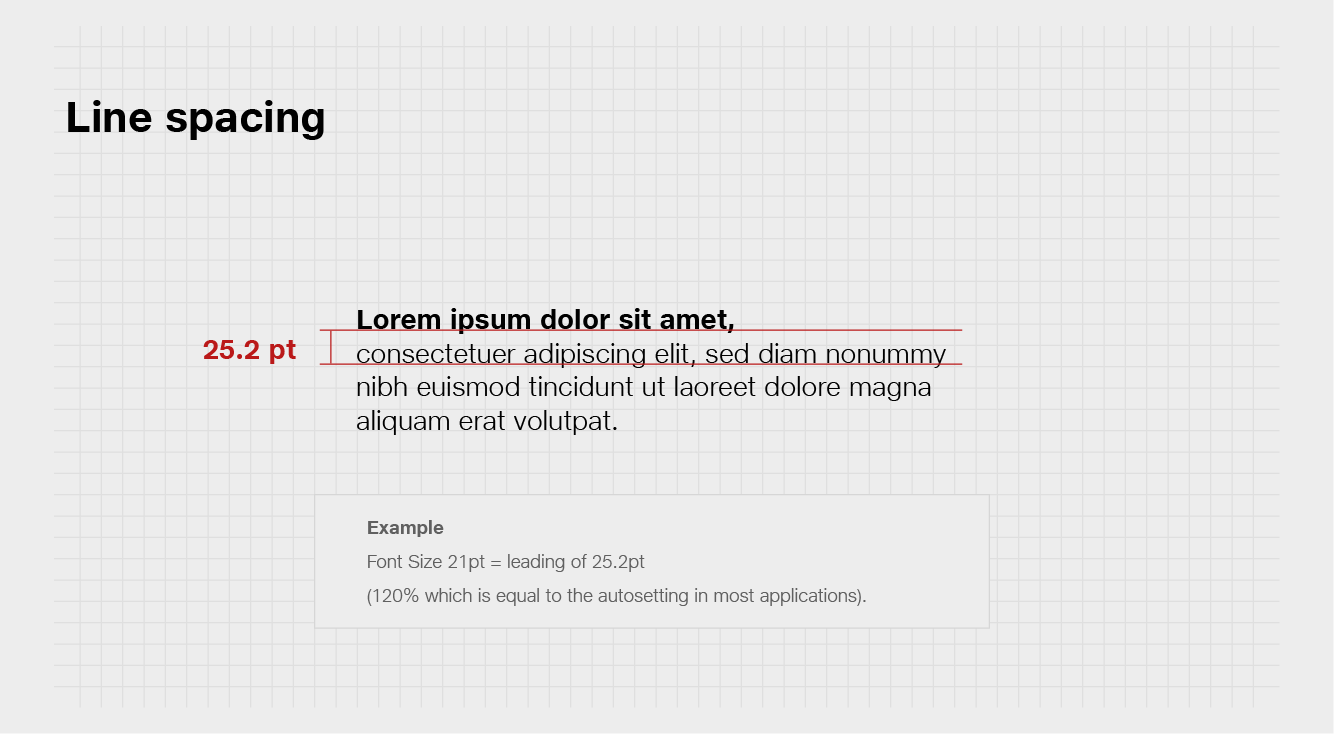 Line spacing
Lorem ipsum dolor sit amet,
25.2 pt
consectetuer adipiscing elit, sed diam nonummy
nibh euismod tincidunt ut laoreet dolore magna
aliquam erat volutpat.
Example
Font Size 21pt = leading of 25.2pt
(120% which is equal to the autosetting in most applications).